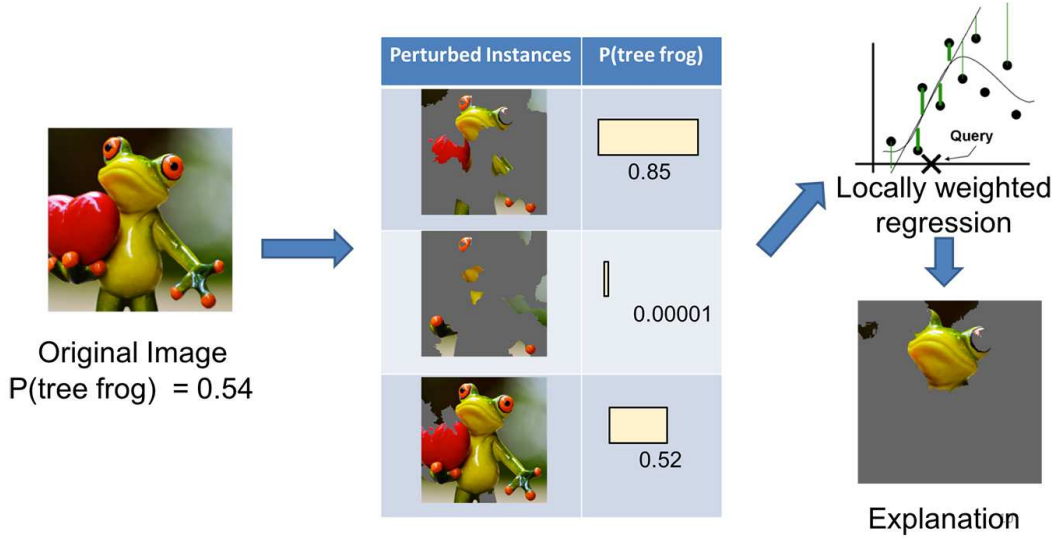 Original Image
P(tree frog) = 0.54
Perturbed Instances
P(tree frog)
0.85
0.00001
0.52
Query
Locally weighted
regression
Explanation